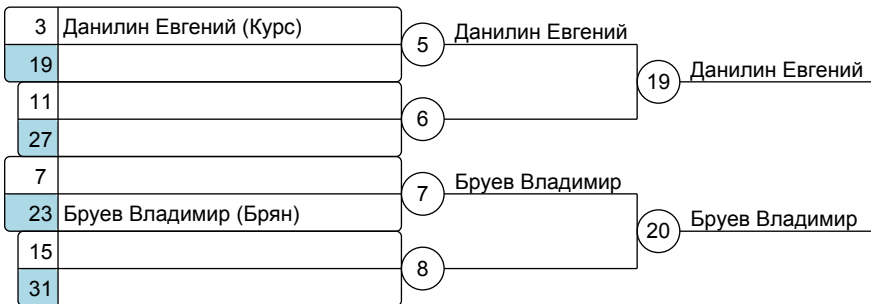 3 Данилин Евгений (Курс)
5 Данилин Евгений
19
19 Данилин Евгений
11
6
27
7
7 Бруев Владимир
23 Бруев Владимир (Брян)
20 Бруев Владимир
15
8
31